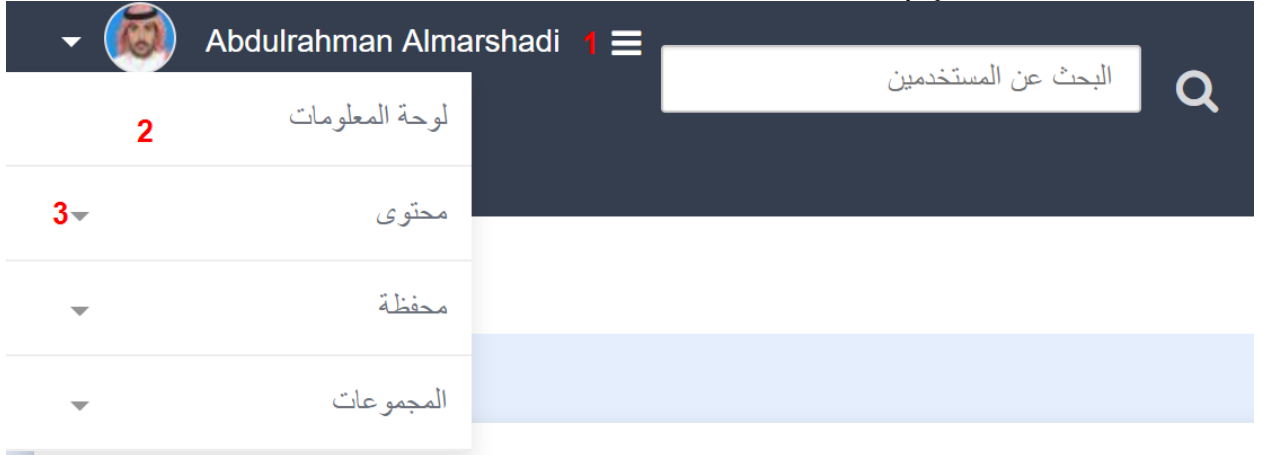 Abdulrahman Almarshadi 1
البحث عن المستخدمين
لوحة المعلومات 2
محتوى 3
محفظة
المجموعات